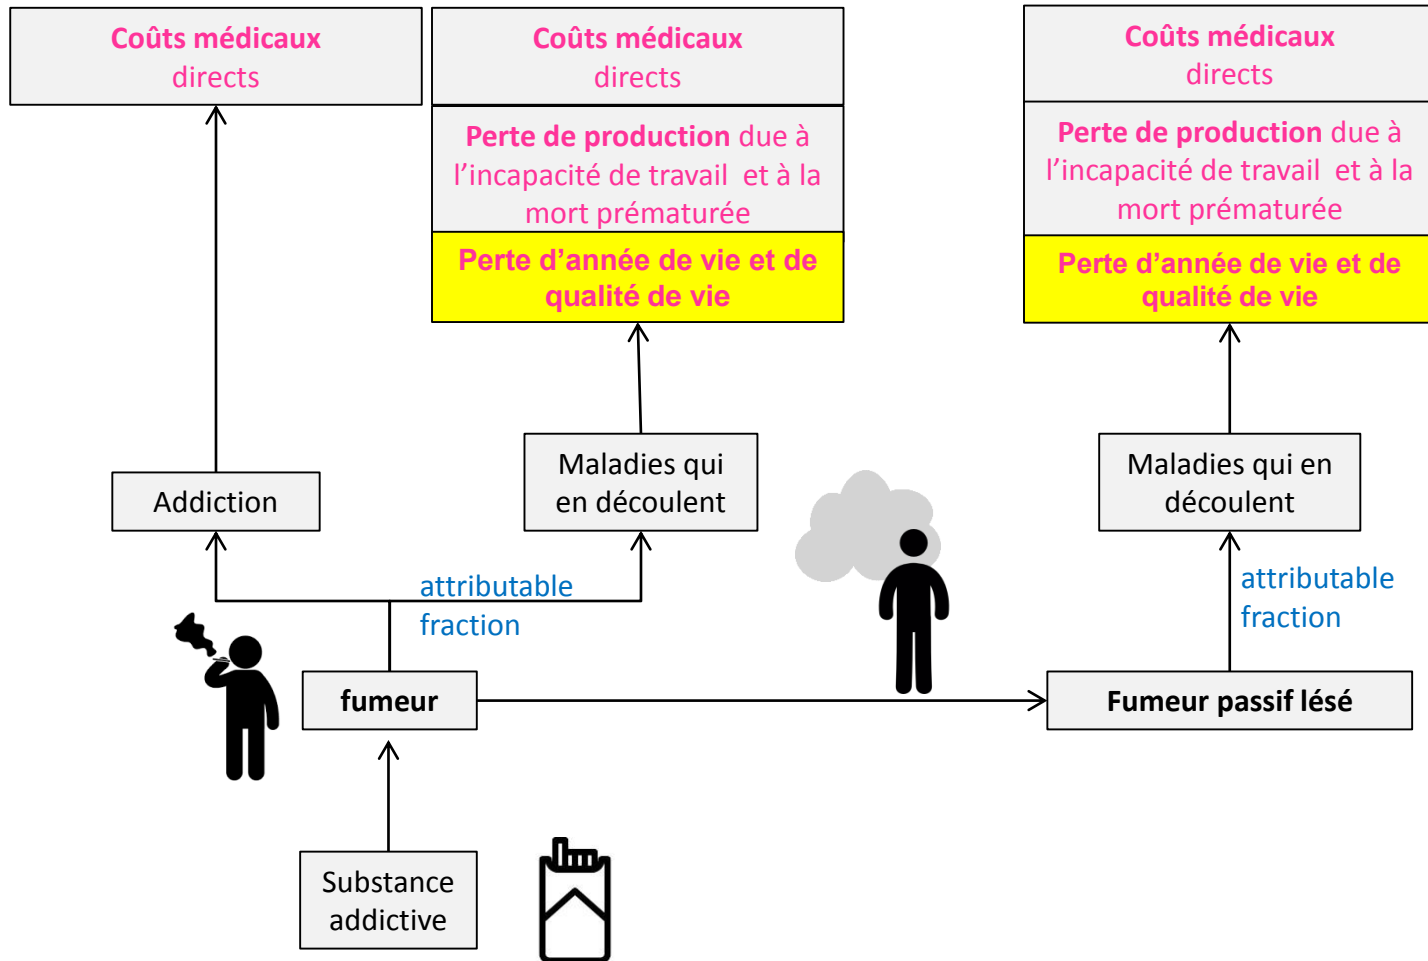 Coûts médicaux
directs
Coûts médicaux
directs
Perte de production due à
l’incapacité de travail et à la
mort prématurée
Perte d’année de vie et de
qualité de vie
Coûts médicaux
directs
Perte de production due à
l’incapacité de travail et à la
mort prématurée
Perte d’année de vie et de
qualité de vie
Addiction
Maladies qui
en découlent
Maladies qui en
découlent
attributable
fraction
attributable
fraction
fumeur
Fumeur passif lésé
Substance
addictive